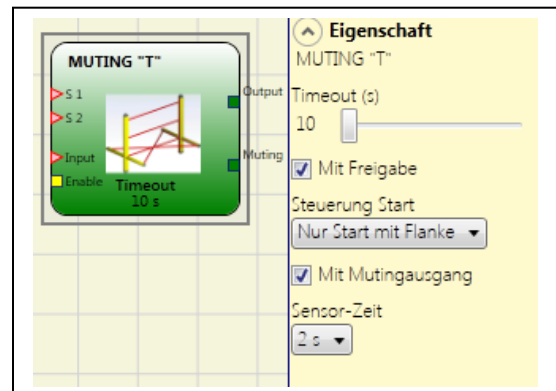 MUTING "T"
S 1
S 2
Input
Enable
Output
Muting
Timeout
10 s
Eigenschaft
MUTING "T"
Timeout (s)
10
Mit Freigabe
Steuerung Start
Nur Start mit Flanke
Mit Mutingausgang
Sensor-Zeit
2 s